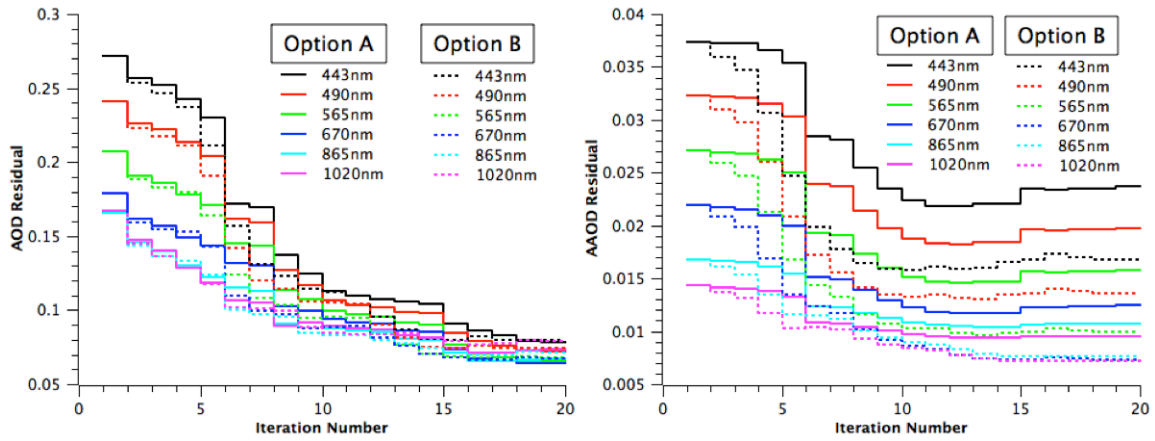 0.3
0.25
0.2
0.15
0.1
0.05
AOD Residual
0
5
10
15
20
Iteration Number
Option A
Option B
443nm
443nm
490nm
490nm
565nm
565nm
670nm
670nm
865nm
865nm
1020nm
1020nm
0.04
0.035
0.03
0.025
0.02
0.015
0.01
0.005
AAOD Residual
0
5
10
15
20
Iteration Number
Option A
Option B
443nm
443nm
490nm
490nm
565nm
565nm
670nm
670nm
865nm
865nm
1020nm
1020nm